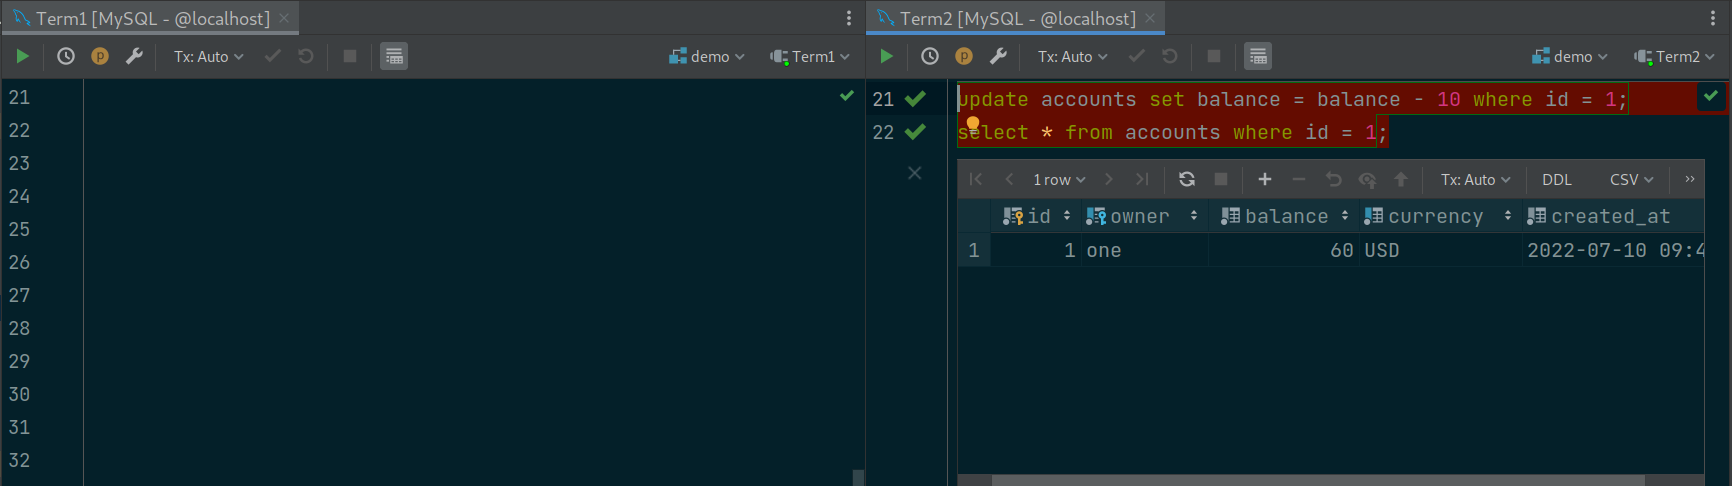 Term1 [MySQL - @localhost]
Tx: Auto
demo
Term1
21
22
23
24
25
26
27
28
29
30
31
32
Term2 [MySQL - @localhost]
p
Tx: Auto
demo
Term2
21 update accounts set balance = balance - 10 where id = 1;
22 select * from accounts where id = 1;
1 row
Tx: Auto
DDL
CSV
id owner balance currency created_at
1 1 one 60 USD 2022-07-10 09:4